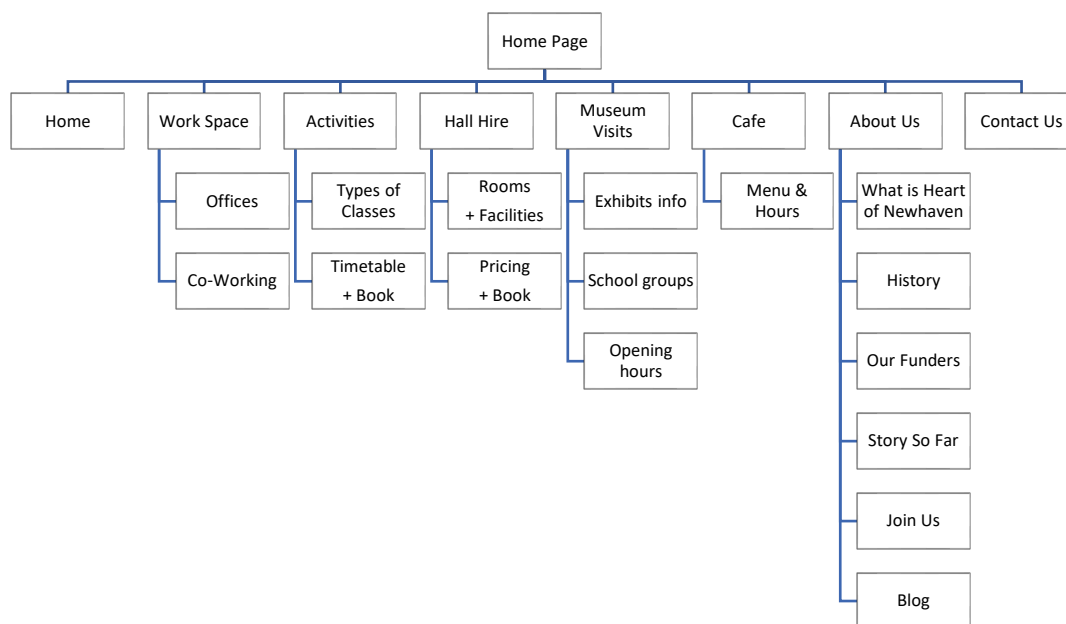 Home Page
Home
Work Space
Activities
Hall Hire
Museum
Visits
Cafe
About Us
Contact Us
Offices
Co-Working
Types of
Classes
Timetable
+ Book
Rooms
+ Facilities
Pricing
+ Book
Exhibits info
School groups
Opening
hours
Menu &
Hours
What is Heart
of Newhaven
History
Our Funders
Story So Far
Join Us
Blog